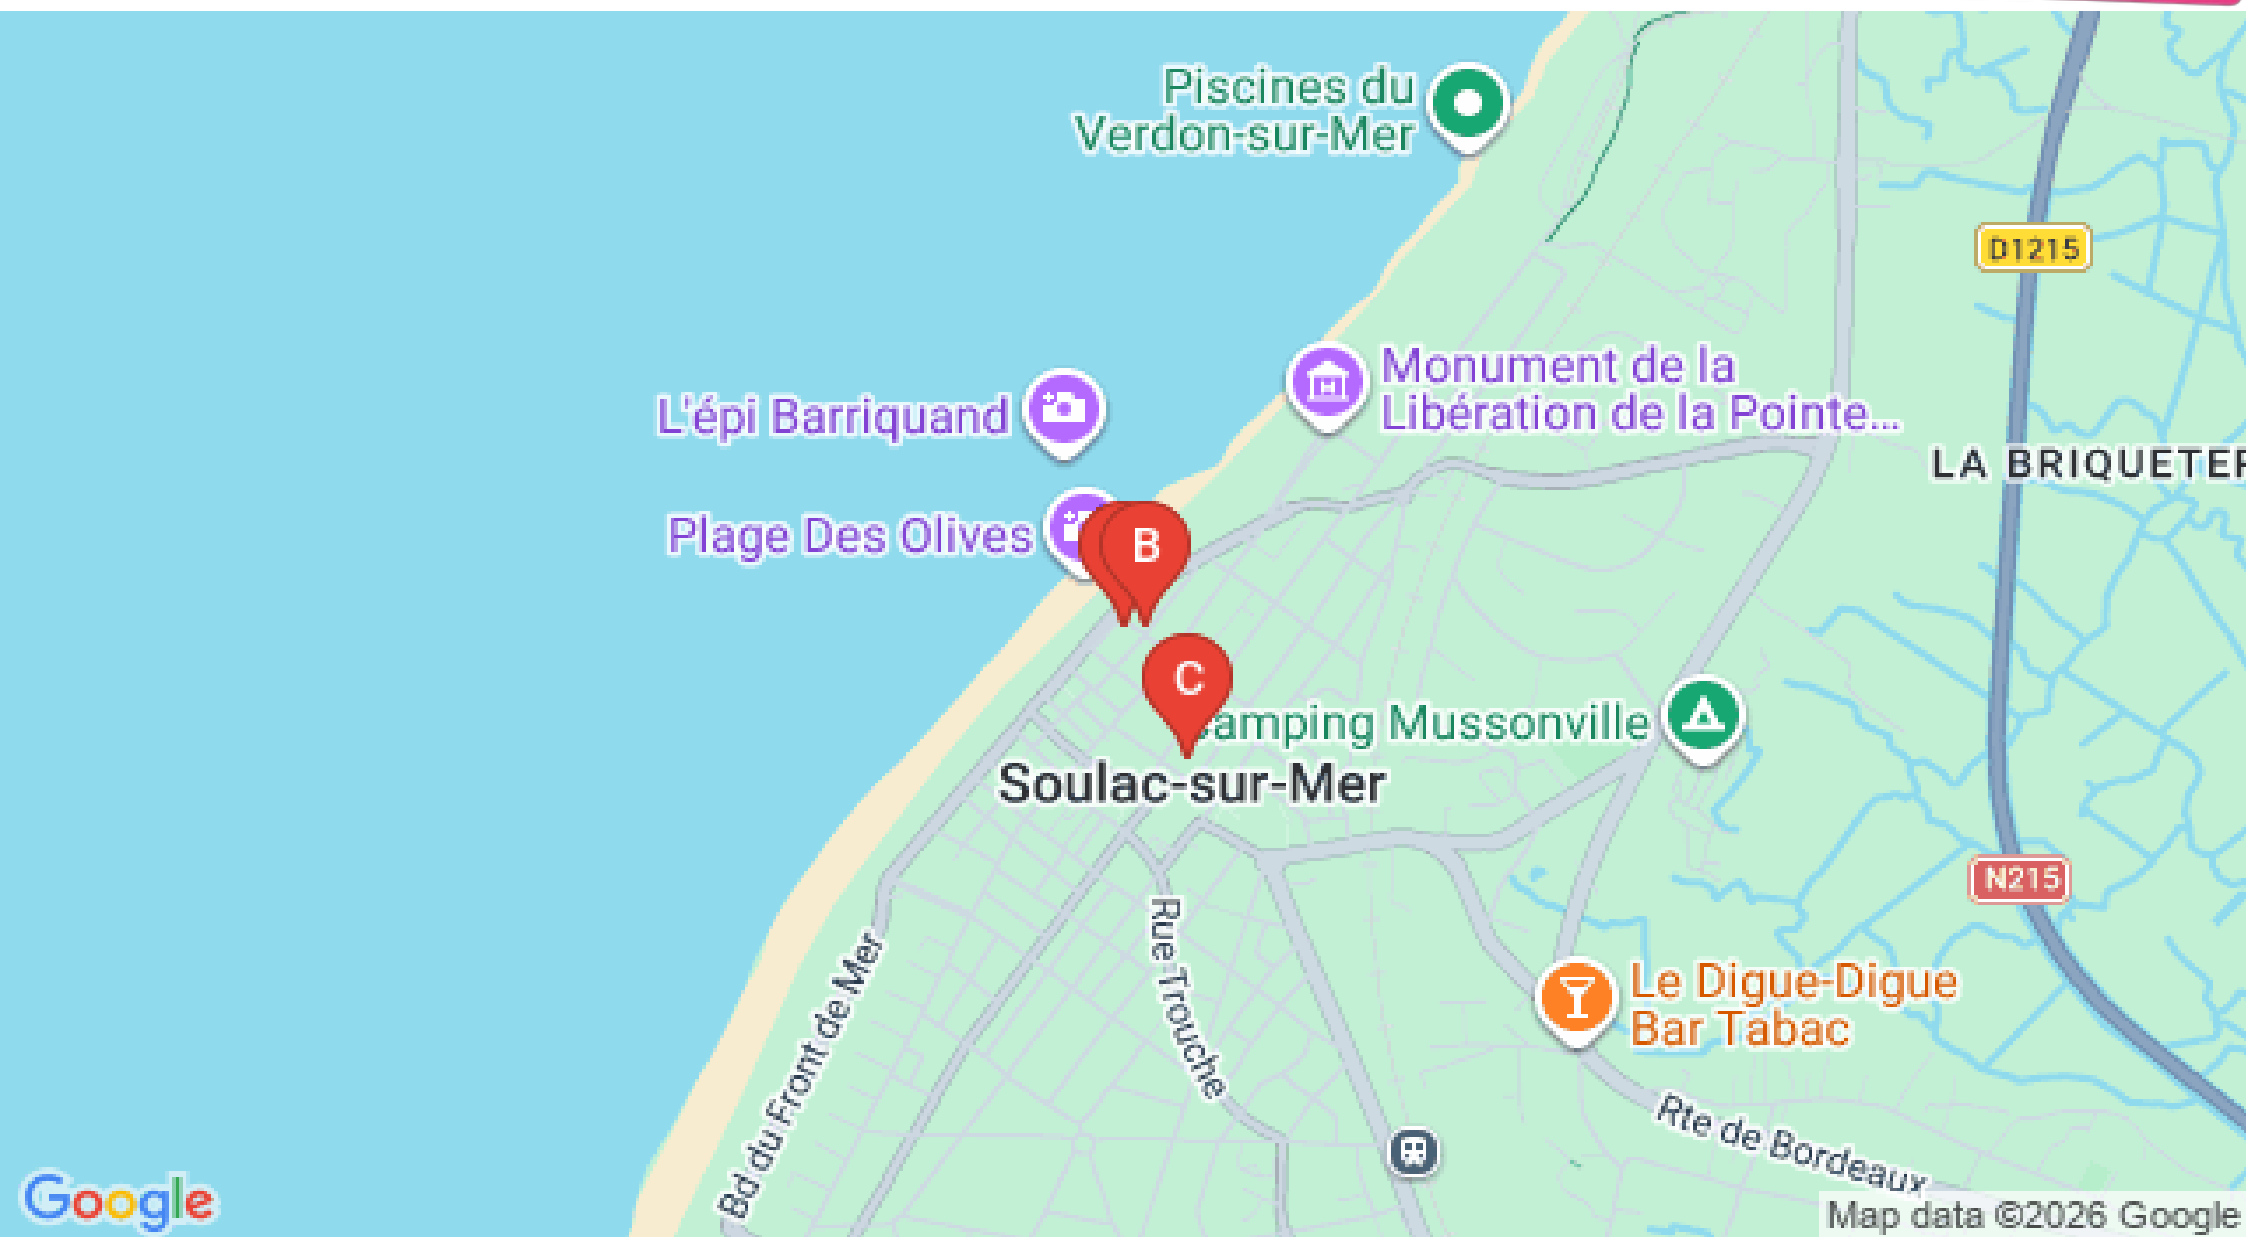 Piscines du
Verdon-sur-Mer
D1215
L'épi Barriquand
Monument de la
Libération de la Pointe...
LA BRIQUETER
Plage Des Olives
B
C
amping Mussonville
Soulac-sur-Mer
N215
Rue Trouche
Bd du Front de Mer
Le Digue-Digue
Bar Tabac
Rte de Bordeaux
Google
Map data ©2026 Google